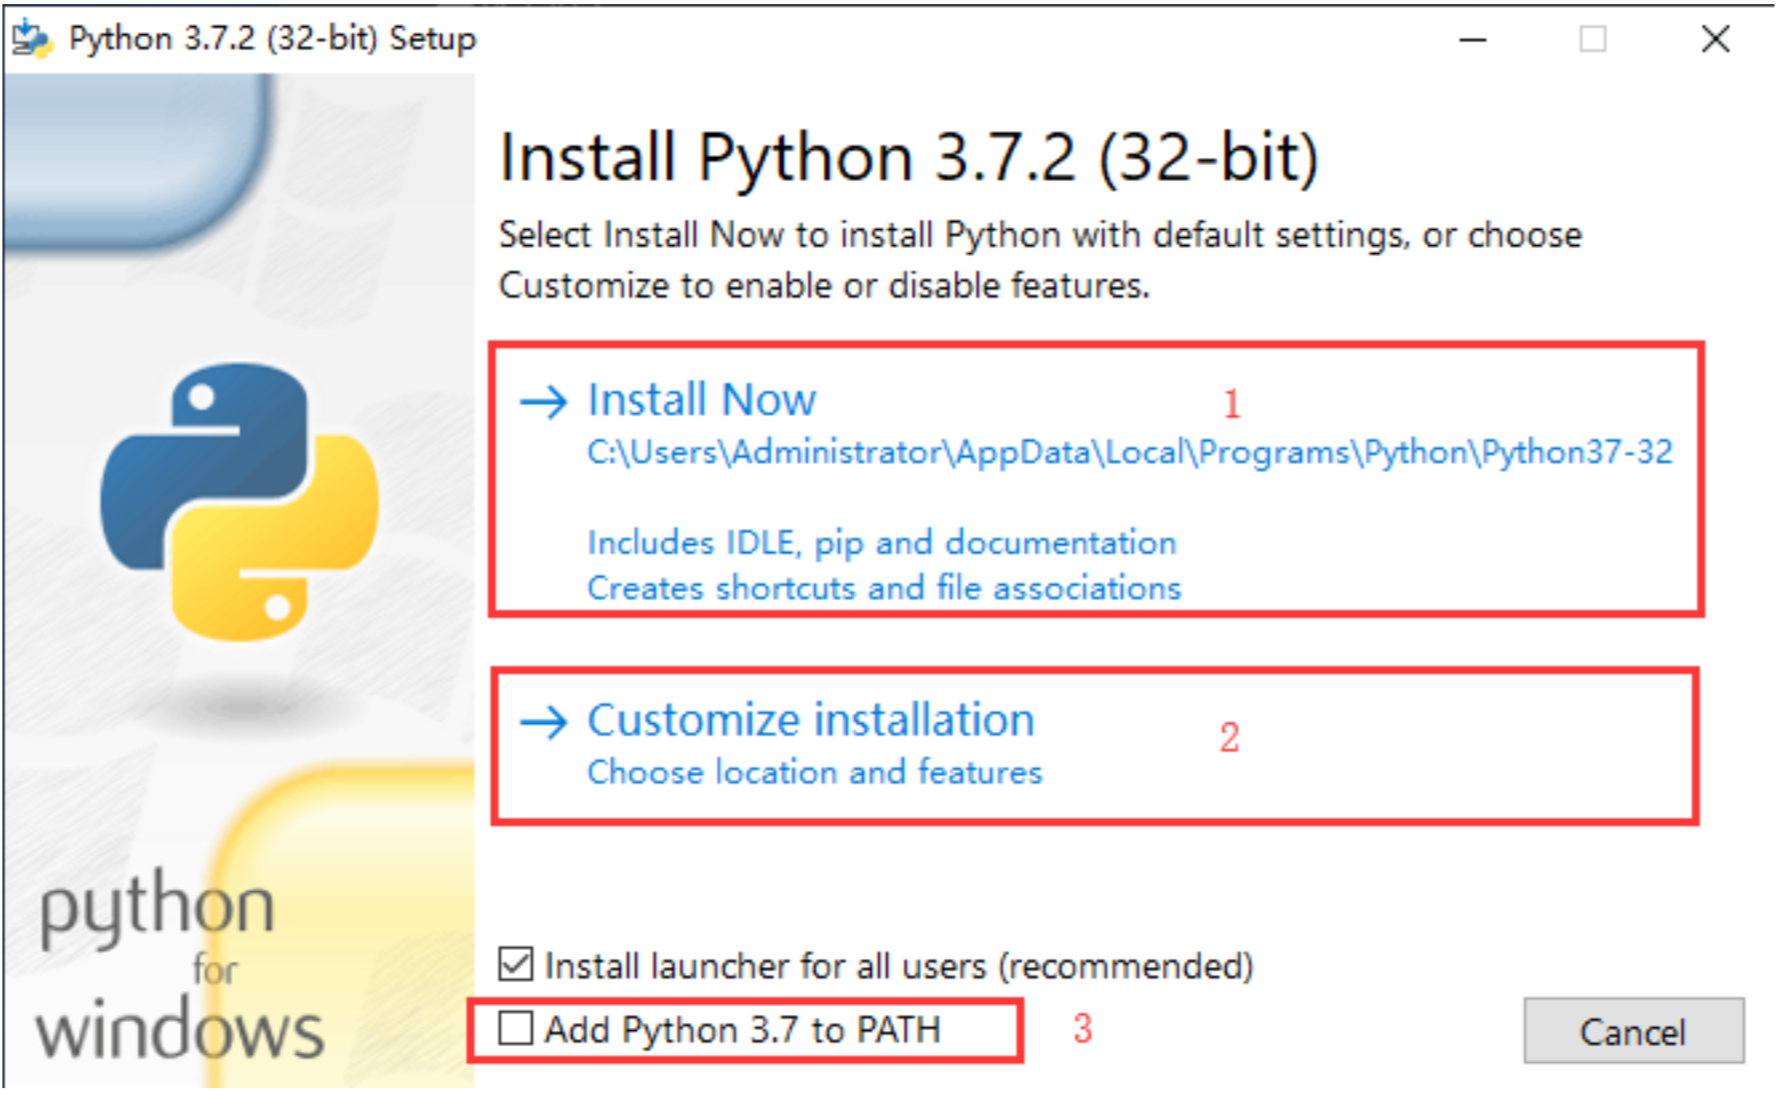 Python 3.7.2 (32-bit) Setup
Install Python 3.7.2 (32-bit)
Select Install Now to install Python with default settings, or choose
Customize to enable or disable features.
Install Now 1
C:\Users\Administrator\AppData\Local\Programs\Python\Python37-32
Includes IDLE, pip and documentation
Creates shortcuts and file associations
Customize installation 2
Choose location and features
python
for
windows
Install launcher for all users (recommended)
Add Python 3.7 to PATH 3
Cancel